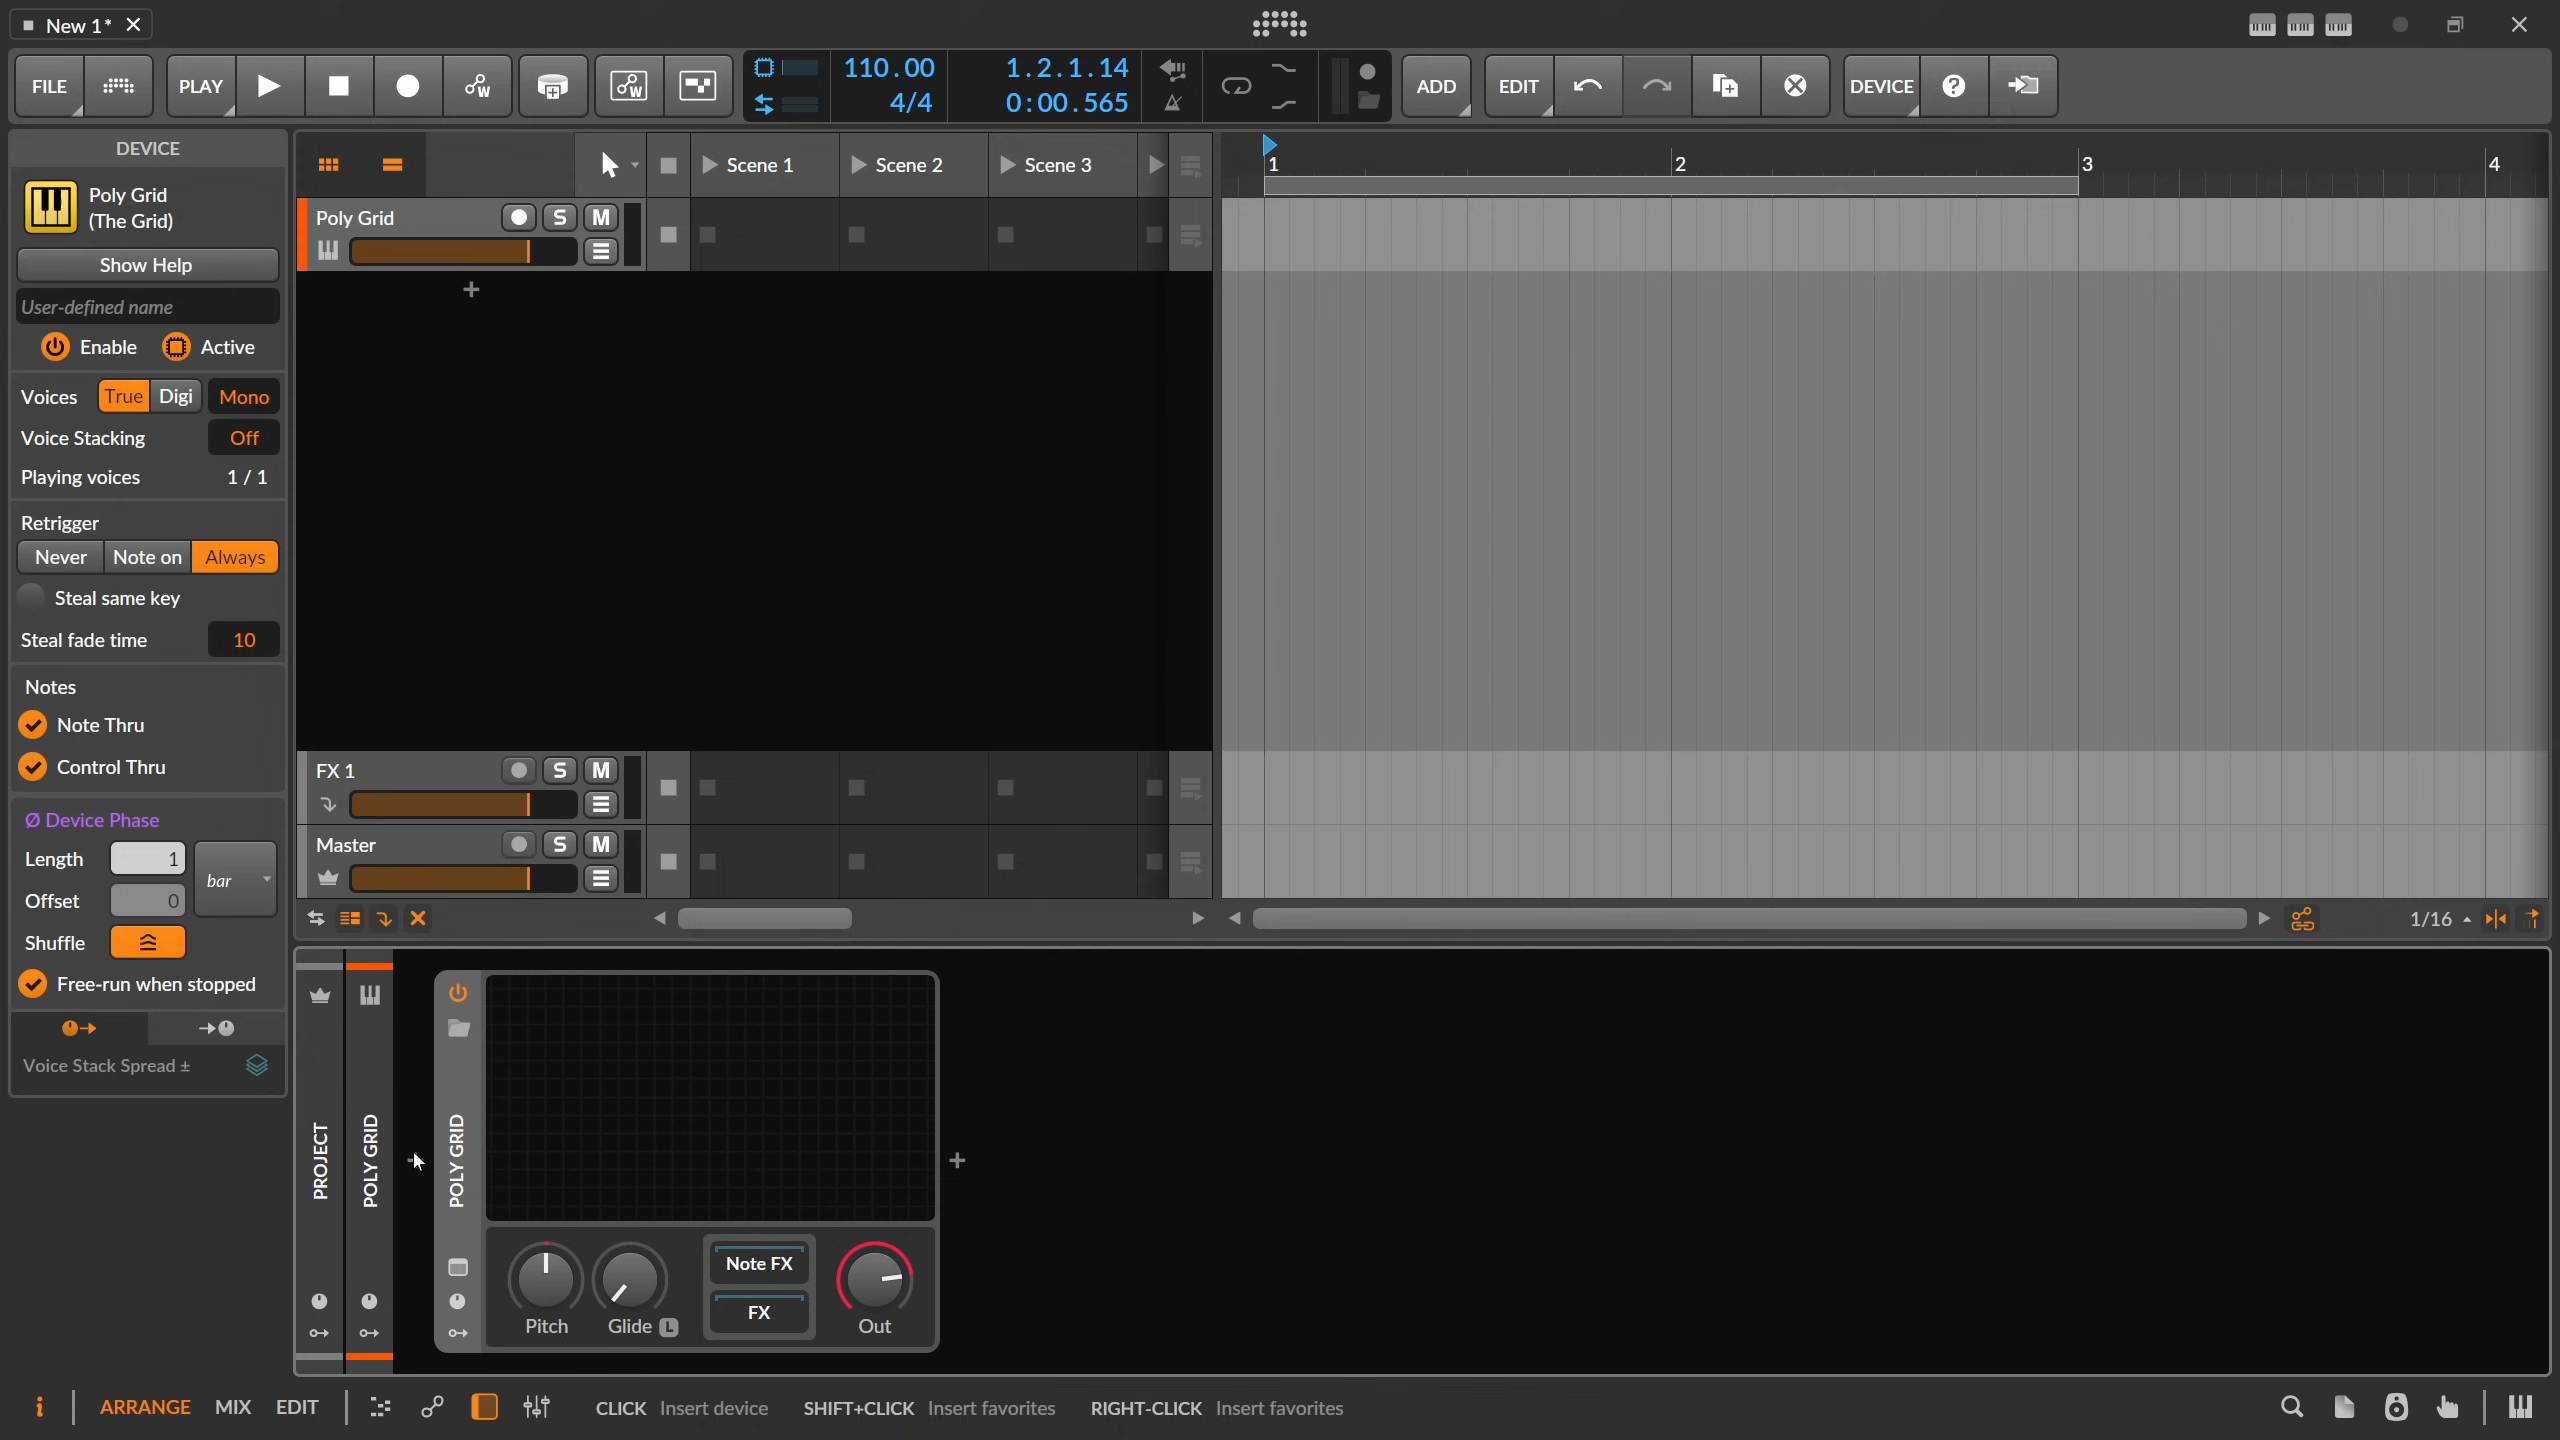 New 1*
FILE
PLAY
110.00
4/4
1.2.1.14
0:00.565
ADD
EDIT
DEVICE
DEVICE
Poly Grid
(The Grid)
Show Help
User-defined name
Enable
Active
Voices
True
Digi
Mono
Voice Stacking
Off
Playing voices
1 / 1
Retrigger
Never
Note on
Always
Steal same key
Steal fade time
10
Notes
Note Thru
Control Thru
Ø Device Phase
Length
1
bar
Offset
0
Shuffle
Free-run when stopped
Voice Stack Spread ±
Scene 1
Scene 2
Scene 3
1
2
3
4
Poly Grid
S
M
FX 1
S
M
Master
S
M
1/16
PROJECT
POLY GRID
POLY GRID
Pitch
Glide
L
Note FX
FX
Out
ARRANGE
MIX
EDIT
CLICK Insert device
SHIFT+CLICK Insert favorites
RIGHT-CLICK Insert favorites